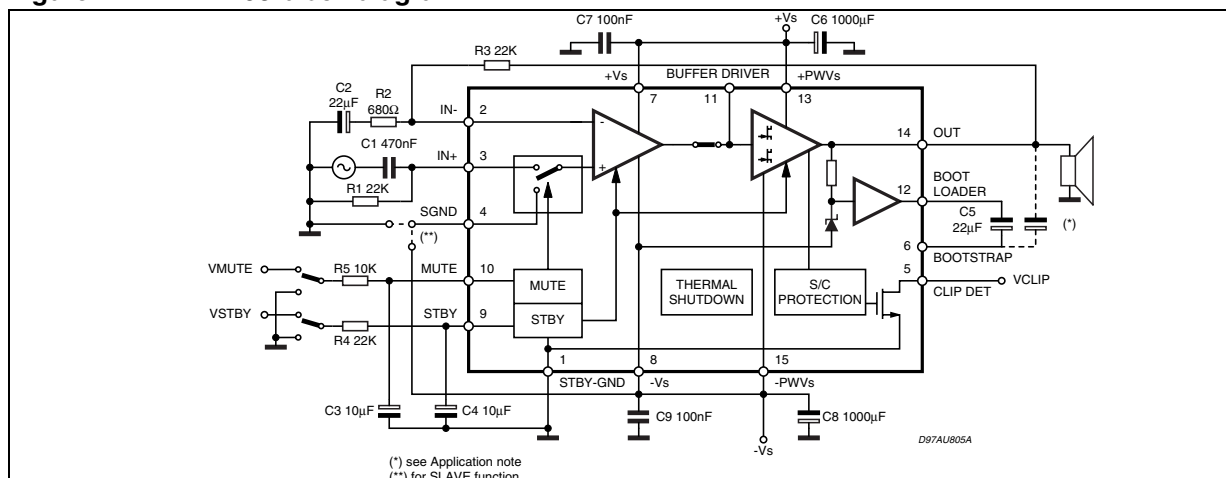 C7 100nF
+Vs
C6 1000µF
R3 22K
+Vs
BUFFER DRIVER
+PWVs
7
11
13
C2
22µF
R2
680Ω
IN-
2
-
14
OUT
C1 470nF
IN+
3
+
R1 22K
SGND
4
(**)
12
BOOT
LOADER
C5
22µF
(*)
6
BOOTSTRAP
VMUTE
R5 10K
MUTE
10
MUTE
THERMAL
SHUTDOWN
S/C
PROTECTION
5
VCLIP
CLIP DET
VSTBY
R4 22K
STBY
9
STBY
1
8
15
STBY-GND
-Vs
-PWVs
C3 10µF
C4 10µF
C9 100nF
C8 1000µF
-Vs
D97AU805A
(*) see Application note
(**) for SLAVE function